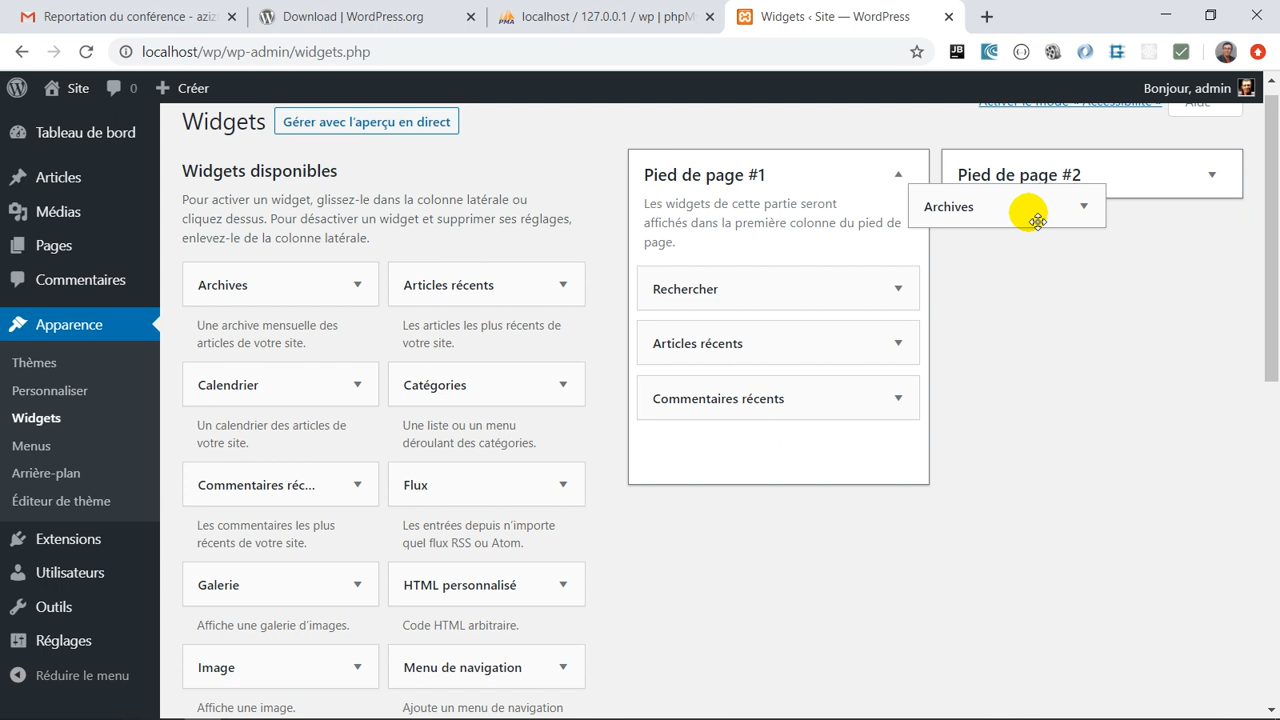 'Reportation du conférence - aziz
Download | WordPress.org
localhost / 127.0.0.1 / wp | phpM
Widgets ‹ Site — WordPress
localhost/wp/wp-admin/widgets.php
Site
0
Créer
Bonjour, admin
Tableau de bord
Articles
Médias
Pages
Commentaires
Apparence
Thèmes
Personnaliser
Widgets
Menus
Arrière-plan
Éditeur de thème
Extensions
Utilisateurs
Outils
Réglages
Réduire le menu
Activer le mode « Accessibilité »
Aide
Widgets
Gérer avec l’aperçu en direct
Widgets disponibles
Pour activer un widget, glissez-le dans la colonne latérale ou
cliquez dessus. Pour désactiver un widget et supprimer ses réglages,
enlevez-le de la colonne latérale.
Archives
Une archive mensuelle des
articles de votre site.
Articles récents
Les articles les plus récents de
votre site.
Calendrier
Un calendrier des articles de
votre site.
Catégories
Une liste ou un menu
déroulant des catégories.
Commentaires réc...
Les commentaires les plus
récents de votre site.
Flux
Les entrées depuis n’importe
quel flux RSS ou Atom.
Galerie
Affiche une galerie d’images.
HTML personnalisé
Code HTML arbitraire.
Image
Affiche une image.
Menu de navigation
Ajoute un menu de navigation
Pied de page #1
Les widgets de cette partie seront
affichés dans la première colonne du pied de
page.
Rechercher
Articles récents
Commentaires récents
Pied de page #2
Archives